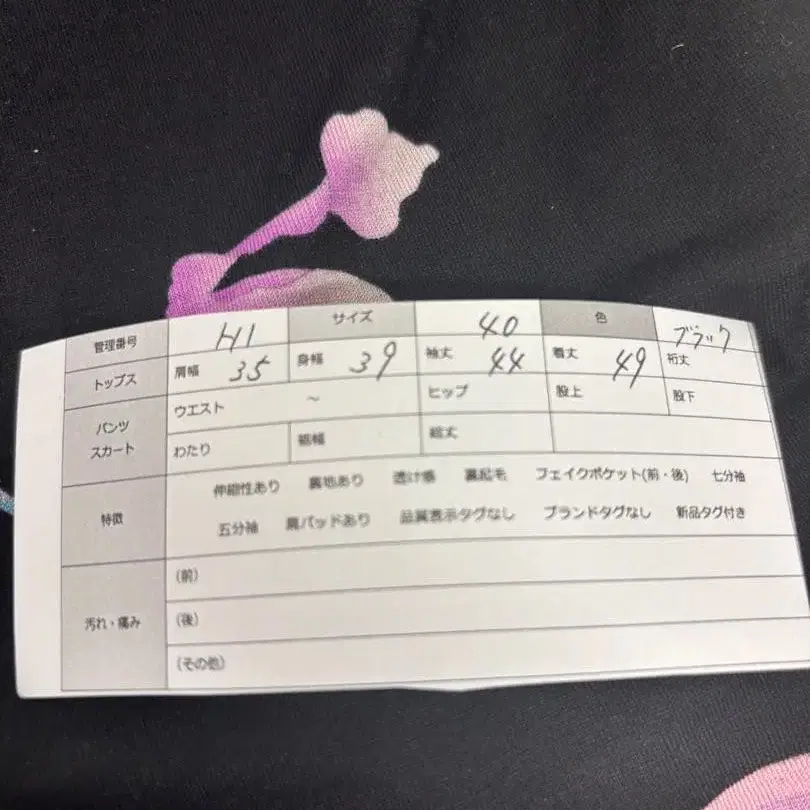 管理番号 H1 サイズ 40 色 ブラック
トップス 肩幅 35 身幅 39 袖丈 44 着丈 49 裄丈
パンツ スカート ウエスト ～ ヒップ 股上 股下
わたり 裾幅 総丈
特徴 伸縮性あり 裏地あり 透け感 裏起毛 フェイクポケット(前・後) 七分袖
五分袖 肩パッドあり 品質表示タグなし ブランドタグなし 新品タグ付き
汚れ・痛み (前)
(後)
(その他)